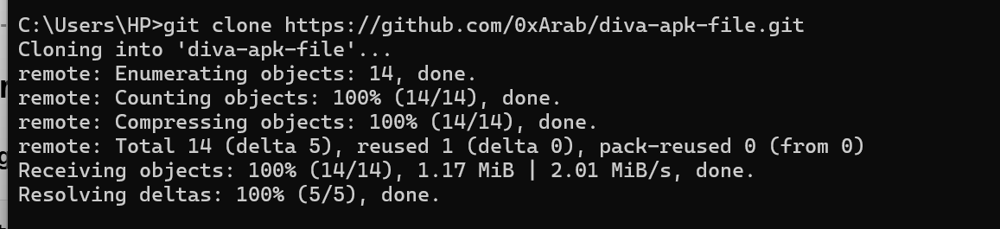 C:\Users\HP>git clone https://github.com/0xArab/diva-apk-file.git
Cloning into 'diva-apk-file'...
remote: Enumerating objects: 14, done.
remote: Counting objects: 100% (14/14), done.
remote: Compressing objects: 100% (14/14), done.
remote: Total 14 (delta 5), reused 1 (delta 0), pack-reused 0 (from 0)
Receiving objects: 100% (14/14), 1.17 MiB | 2.01 MiB/s, done.
Resolving deltas: 100% (5/5), done.